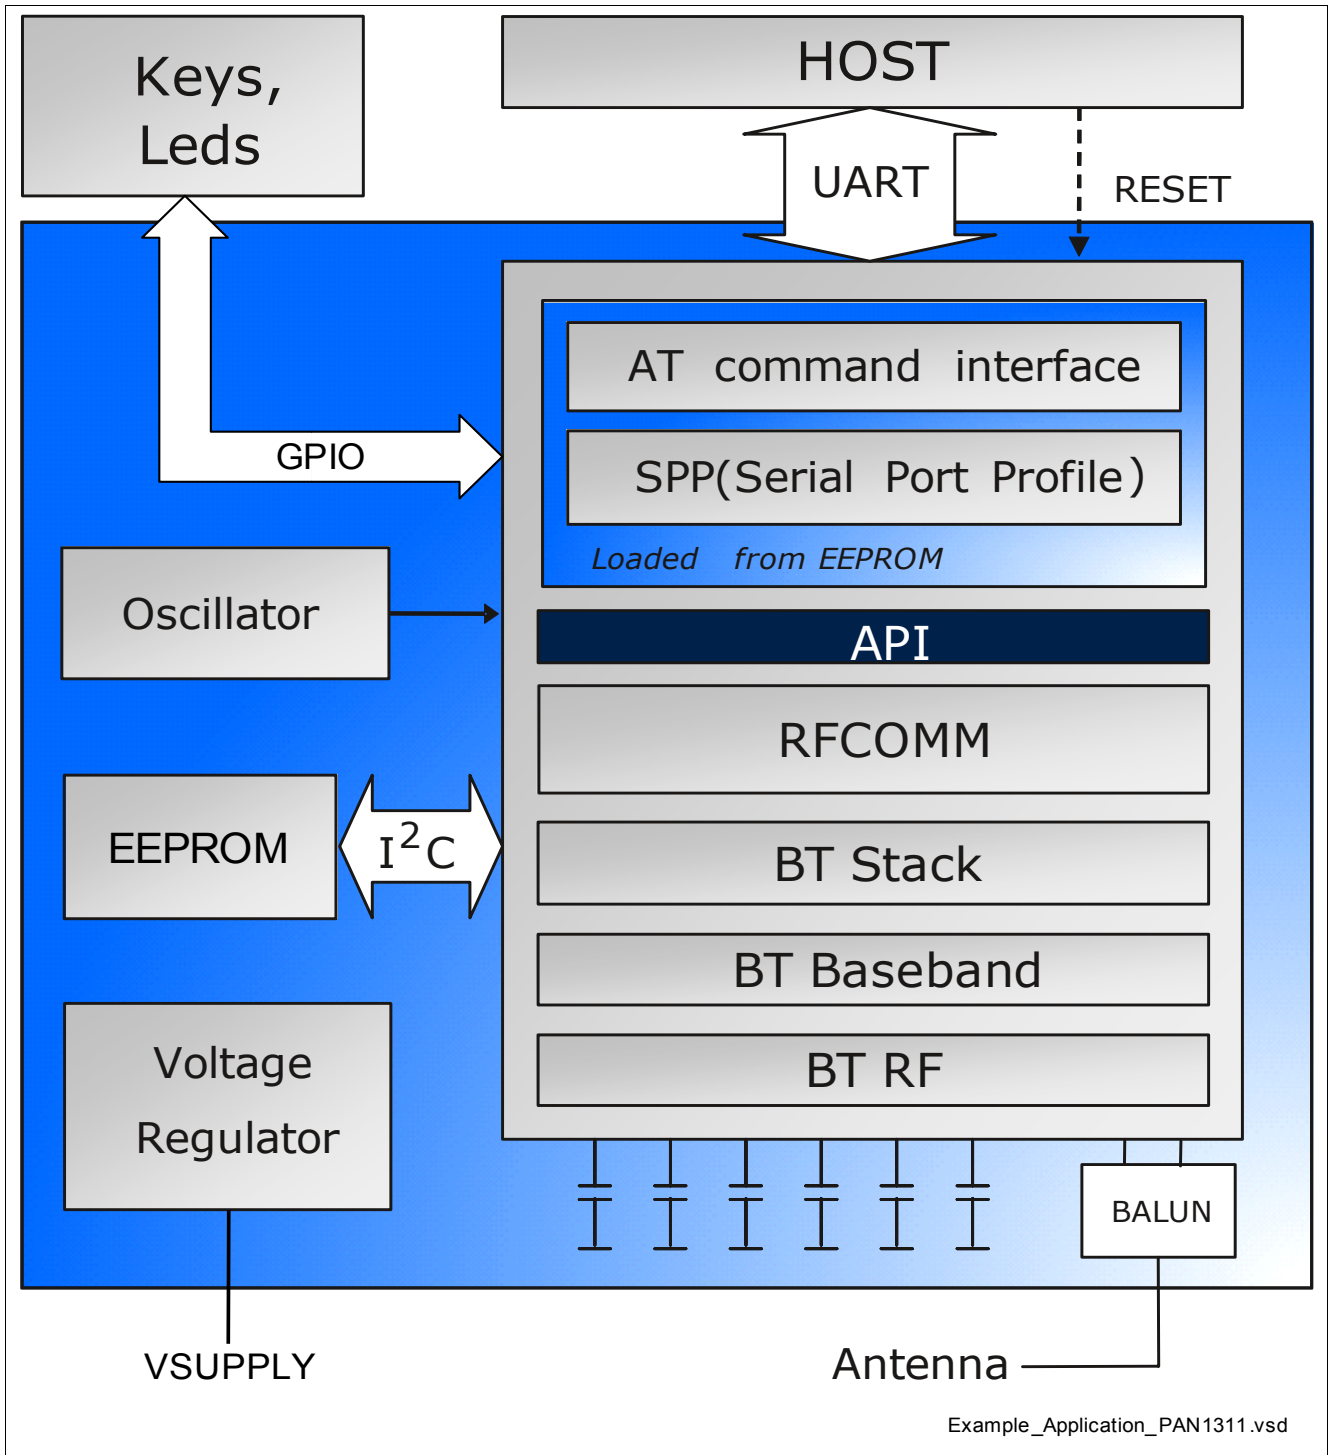 Keys,
Leds
HOST
UART
RESET
AT command interface
GPIO
SPP(Serial Port Profile)
Loaded from EEPROM
Oscillator
API
RFCOMM
EEPROM
I²C
BT Stack
BT Baseband
Voltage
Regulator
BT RF
BALUN
VSUPPLY
Antenna
Example_Application_PAN1311.vsd